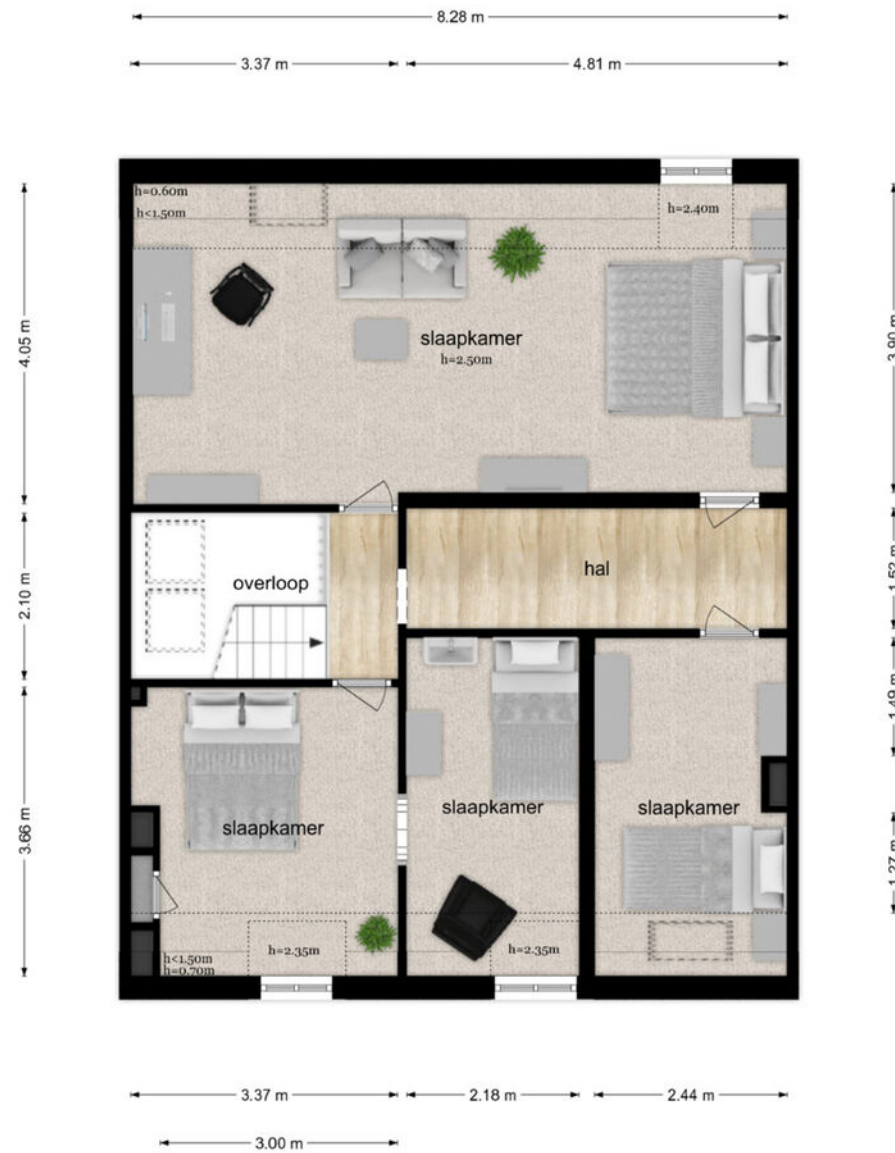 8.28 m
3.37 m
4.81 m
h=0.60m
h<1.50m
h=2.40m
4.05 m
3.90 m
slaapkamer
h=2.50m
2.10 m
overloop
hal
1.52 m
1.49 m
3.66 m
slaapkamer
slaapkamer
slaapkamer
1.27 m
h<1.50m
h=0.70m
h=2.35m
h=2.35m
3.37 m
2.18 m
2.44 m
3.00 m